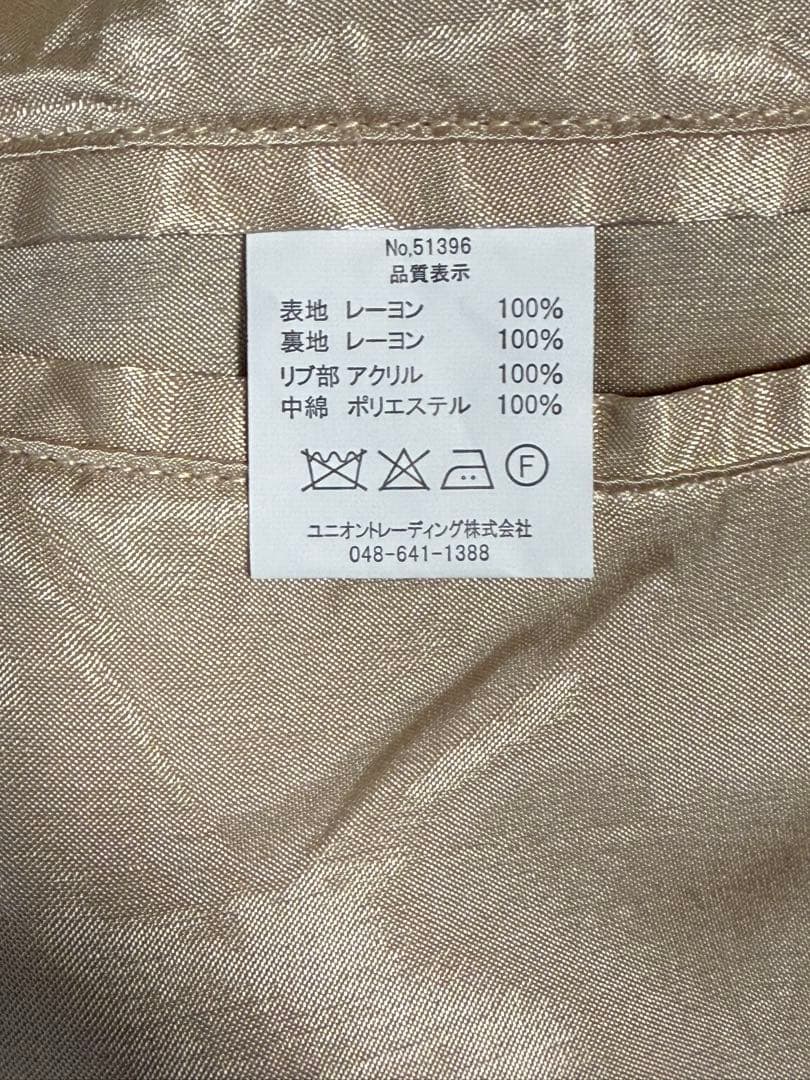 No,51396
品質表示
表地 レーヨン 100%
裏地 レーヨン 100%
リブ部 アクリル 100%
中綿 ポリエステル 100%
F
ユニオントレーディング株式会社
048-641-1388